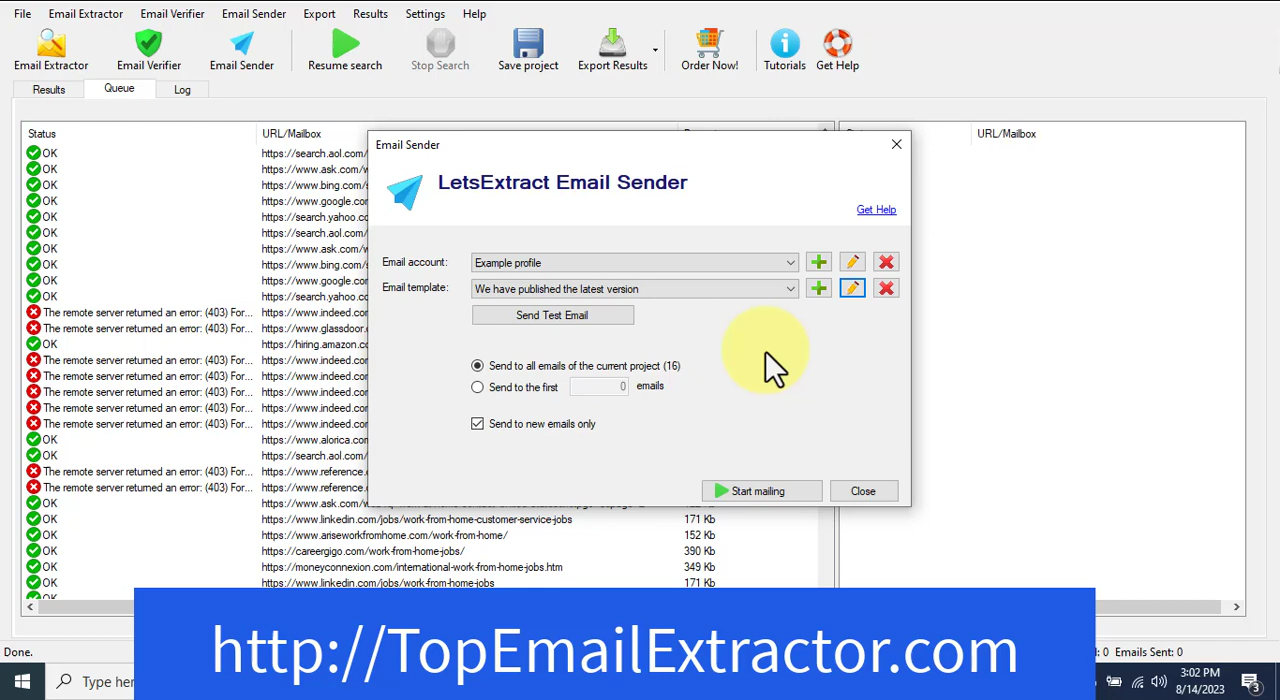 File Email Extractor Email Verifier Email Sender Export Results Settings Help
Email Extractor Email Verifier Email Sender Resume search Stop Search Save project Export Results Order Now! Tutorials Get Help
Results Queue Log
Status URL/Mailbox URL/Mailbox
Email Sender
LetsExtract Email Sender
Get Help
Email account: Example profile
Email template: We have published the latest version
Send Test Email
Send to all emails of the current project (16)
Send to the first 0 emails
Send to new emails only
Start mailing Close
OK https://search.aol.com/
OK https://www.ask.com/w
OK https://www.bing.com/s
OK https://www.google.co
OK https://search.yahoo.c
OK https://search.aol.com/
OK https://www.ask.com/w
OK https://www.bing.com/s
OK https://www.google.co
OK https://search.yahoo.c
The remote server returned an error: (403) For... https://www.indeed.co
The remote server returned an error: (403) For... https://www.glassdoor.
OK https://hiring.amazon.c
The remote server returned an error: (403) For... https://www.indeed.co
The remote server returned an error: (403) For... https://www.indeed.co
The remote server returned an error: (403) For... https://www.indeed.co
The remote server returned an error: (403) For... https://www.indeed.co
The remote server returned an error: (403) For... https://www.indeed.co
OK https://www.alorica.co
OK https://search.aol.com/
The remote server returned an error: (403) For... https://www.reference.
The remote server returned an error: (403) For... https://www.reference.
OK
OK https://www.linkedin.com/jobs/work-from-home-customer-service-jobs 171 Kb
OK https://www.ariseworkfromhome.com/work-from-home/ 152 Kb
OK https://careergigo.com/work-from-home-jobs/ 390 Kb
OK https://moneyconnexion.com/international-work-from-home-jobs.htm 349 Kb
OK https://www.linkedin.com/jobs/work-from-home-jobs 171 Kb
OK
http://TopEmailExtractor.com
Done. Emails Sent: 0
Type her
3:02 PM
8/14/2023
3